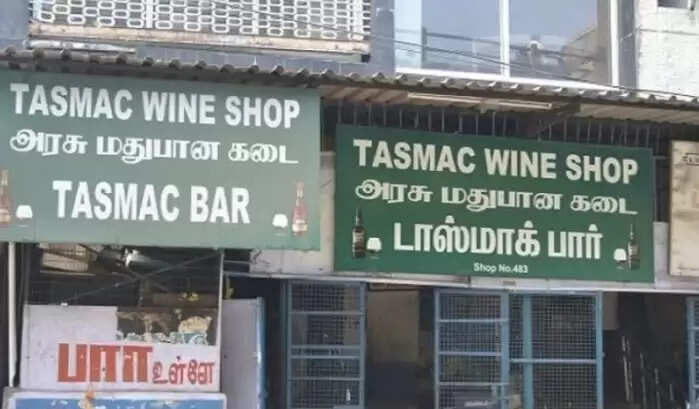 TASMAC WINE SHOP
அரசு மதுபான கடை
TASMAC BAR
TASMAC WINE SHOP
அரசு மதுபான கடை
டாஸ்மாக் பார்
Shop No.483
பார் உள்ளே